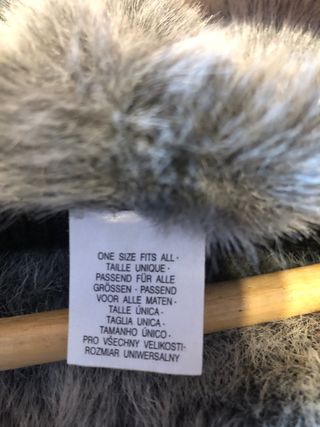 ONE SIZE FITS ALL·
TAILLE UNIQUE·
PASSEND FÜR ALLE
GRÖSSEN · PASSEND
VOOR ALLE MATEN·
TALLE ÚNICA·
TAGLIA UNICA·
TAMANHO ÚNICO·
PRO VŠECHNY VELIKOSTI·
ROZMIAR UNIWERSALNY